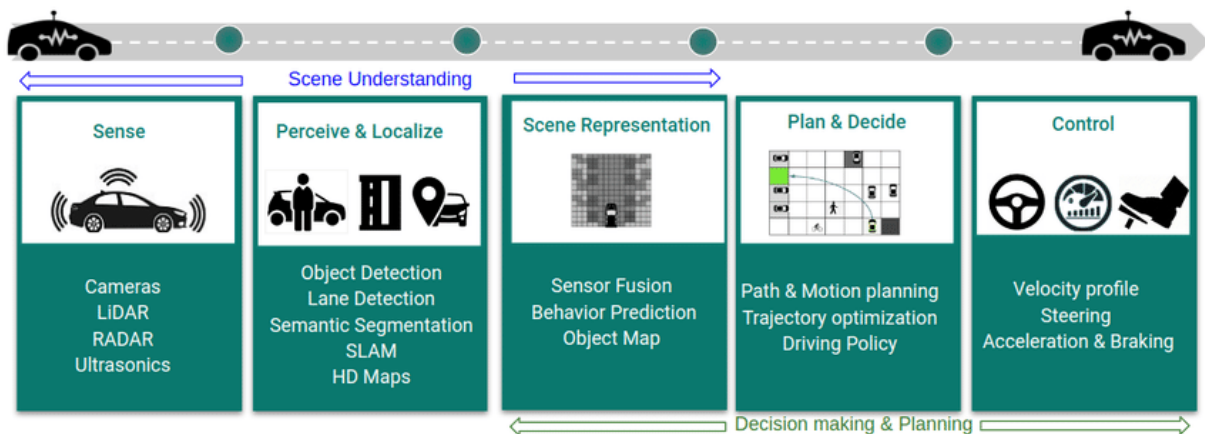 Scene Understanding
Sense
Cameras
LiDAR
RADAR
Ultrasonics
Perceive & Localize
Object Detection
Lane Detection
Semantic Segmentation
SLAM
HD Maps
Scene Representation
Sensor Fusion
Behavior Prediction
Object Map
Plan & Decide
Path & Motion planning
Trajectory optimization
Driving Policy
Control
Velocity profile
Steering
Acceleration & Braking
Decision making & Planning